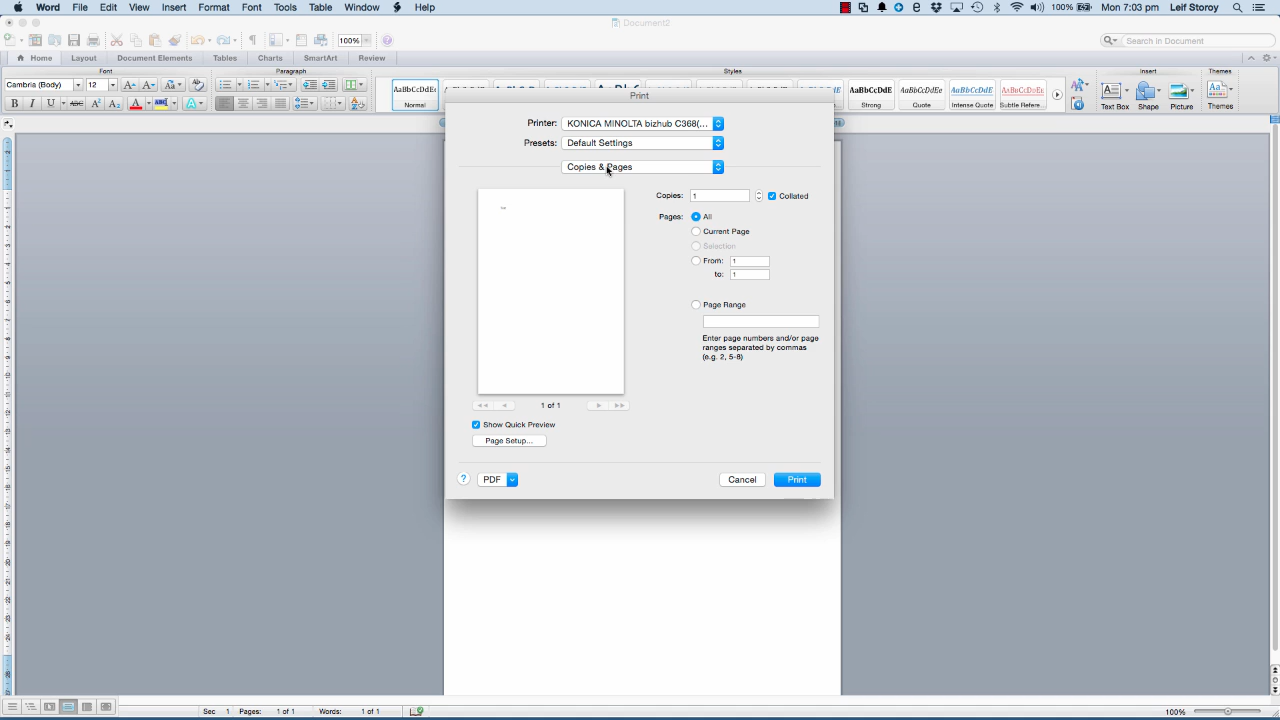 Word File Edit View Insert Format Font Tools Table Window Help 100% Mon 7:03 pm Leif Storoy
Document2
100% Search in Document
Home Layout Document Elements Tables Charts SmartArt Review
Font Paragraph Styles Insert Themes
Cambria (Body) 12
AaBbCcDdEe AaBbCcDdE AaBbCcDdEe AaBbCcDdE AaBbCcDdEe
Normal Strong Quote Intense Quote Subtle Refere... Text Box Shape Picture Themes
Print
Printer: KONICA MINOLTA bizhub C368(...
Presets: Default Settings
Copies & Pages
Copies: 1 Collated
Pages: All
Current Page
Selection
From: 1
to: 1
Page Range
Enter page numbers and/or page
ranges separated by commas
(e.g. 2, 5-8)
1 of 1
Show Quick Preview
Page Setup...
? PDF Cancel Print
Sec 1 Pages: 1 of 1 Words: 1 of 1 100%